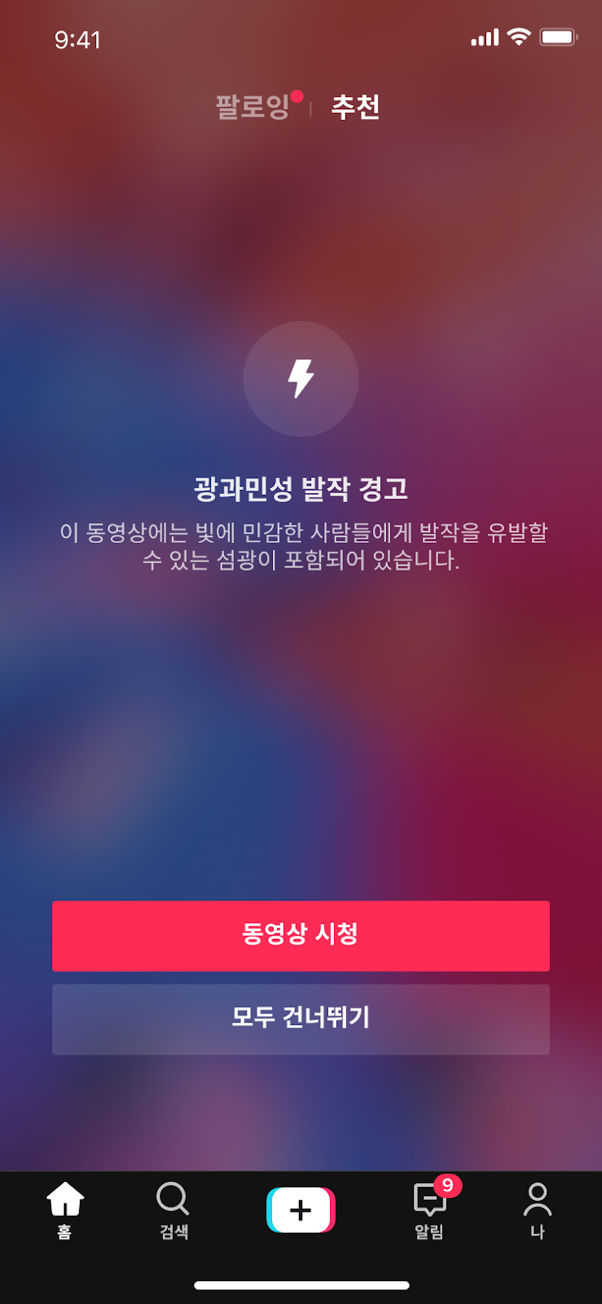 9:41
팔로잉
추천
광과민성 발작 경고
이 동영상에는 빛에 민감한 사람들에게 발작을 유발할
수 있는 섬광이 포함되어 있습니다.
동영상 시청
모두 건너뛰기
9
홈
검색
알림
나